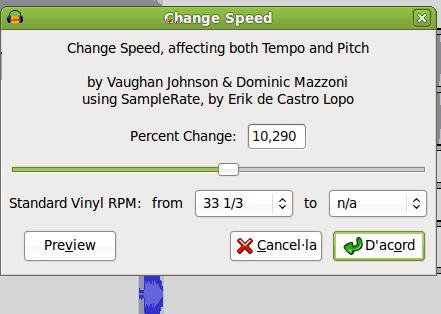 Change Speed
Change Speed, affecting both Tempo and Pitch
by Vaughan Johnson & Dominic Mazzoni
using SampleRate, by Erik de Castro Lopo
Percent Change: 10,290
Standard Vinyl RPM: from 33 1/3 to n/a
Preview Cancel·la D'acord